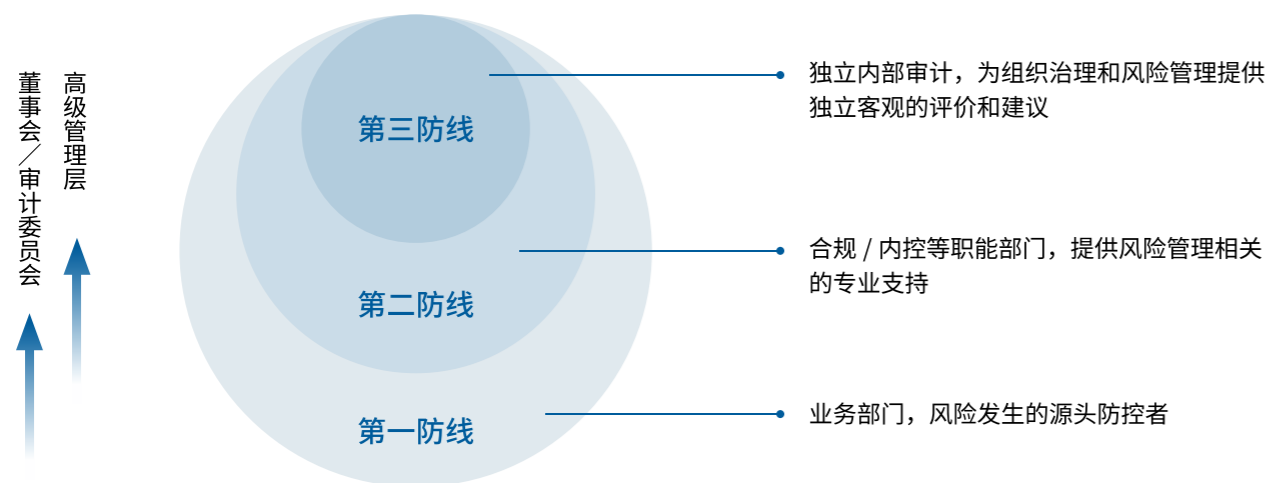 董事会／审计委员会
高级管理层
第三防线
独立内部审计，为组织治理和风险管理提供
独立客观的评价和建议
第二防线
合规 / 内控等职能部门，提供风险管理相关
的专业支持
第一防线
业务部门，风险发生的源头防控者